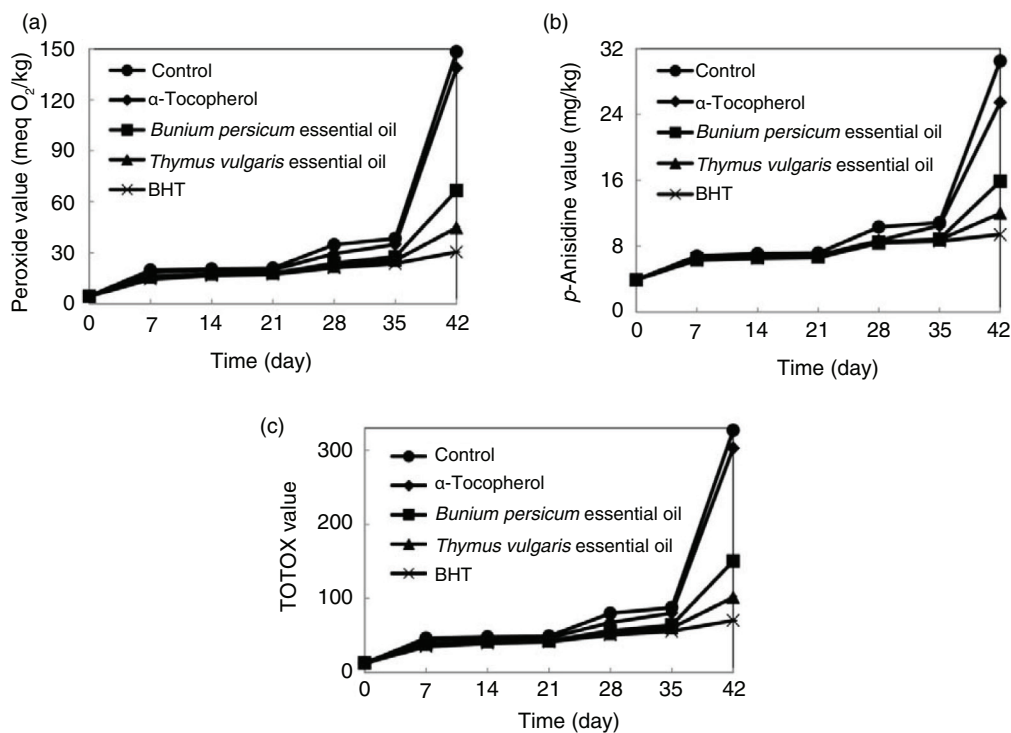 (a)
Peroxide value (meq O₂/kg)
150
120
90
60
30
0
Control
α-Tocopherol
Bunium persicum essential oil
Thymus vulgaris essential oil
BHT
0 7 14 21 28 35 42
Time (day)
(b)
p-Anisidine value (mg/kg)
32
24
16
8
0
Control
α-Tocopherol
Bunium persicum essential oil
Thymus vulgaris essential oil
BHT
0 7 14 21 28 35 42
Time (day)
(c)
TOTOX value
300
200
100
0
Control
α-Tocopherol
Bunium persicum essential oil
Thymus vulgaris essential oil
BHT
0 7 14 21 28 35 42
Time (day)